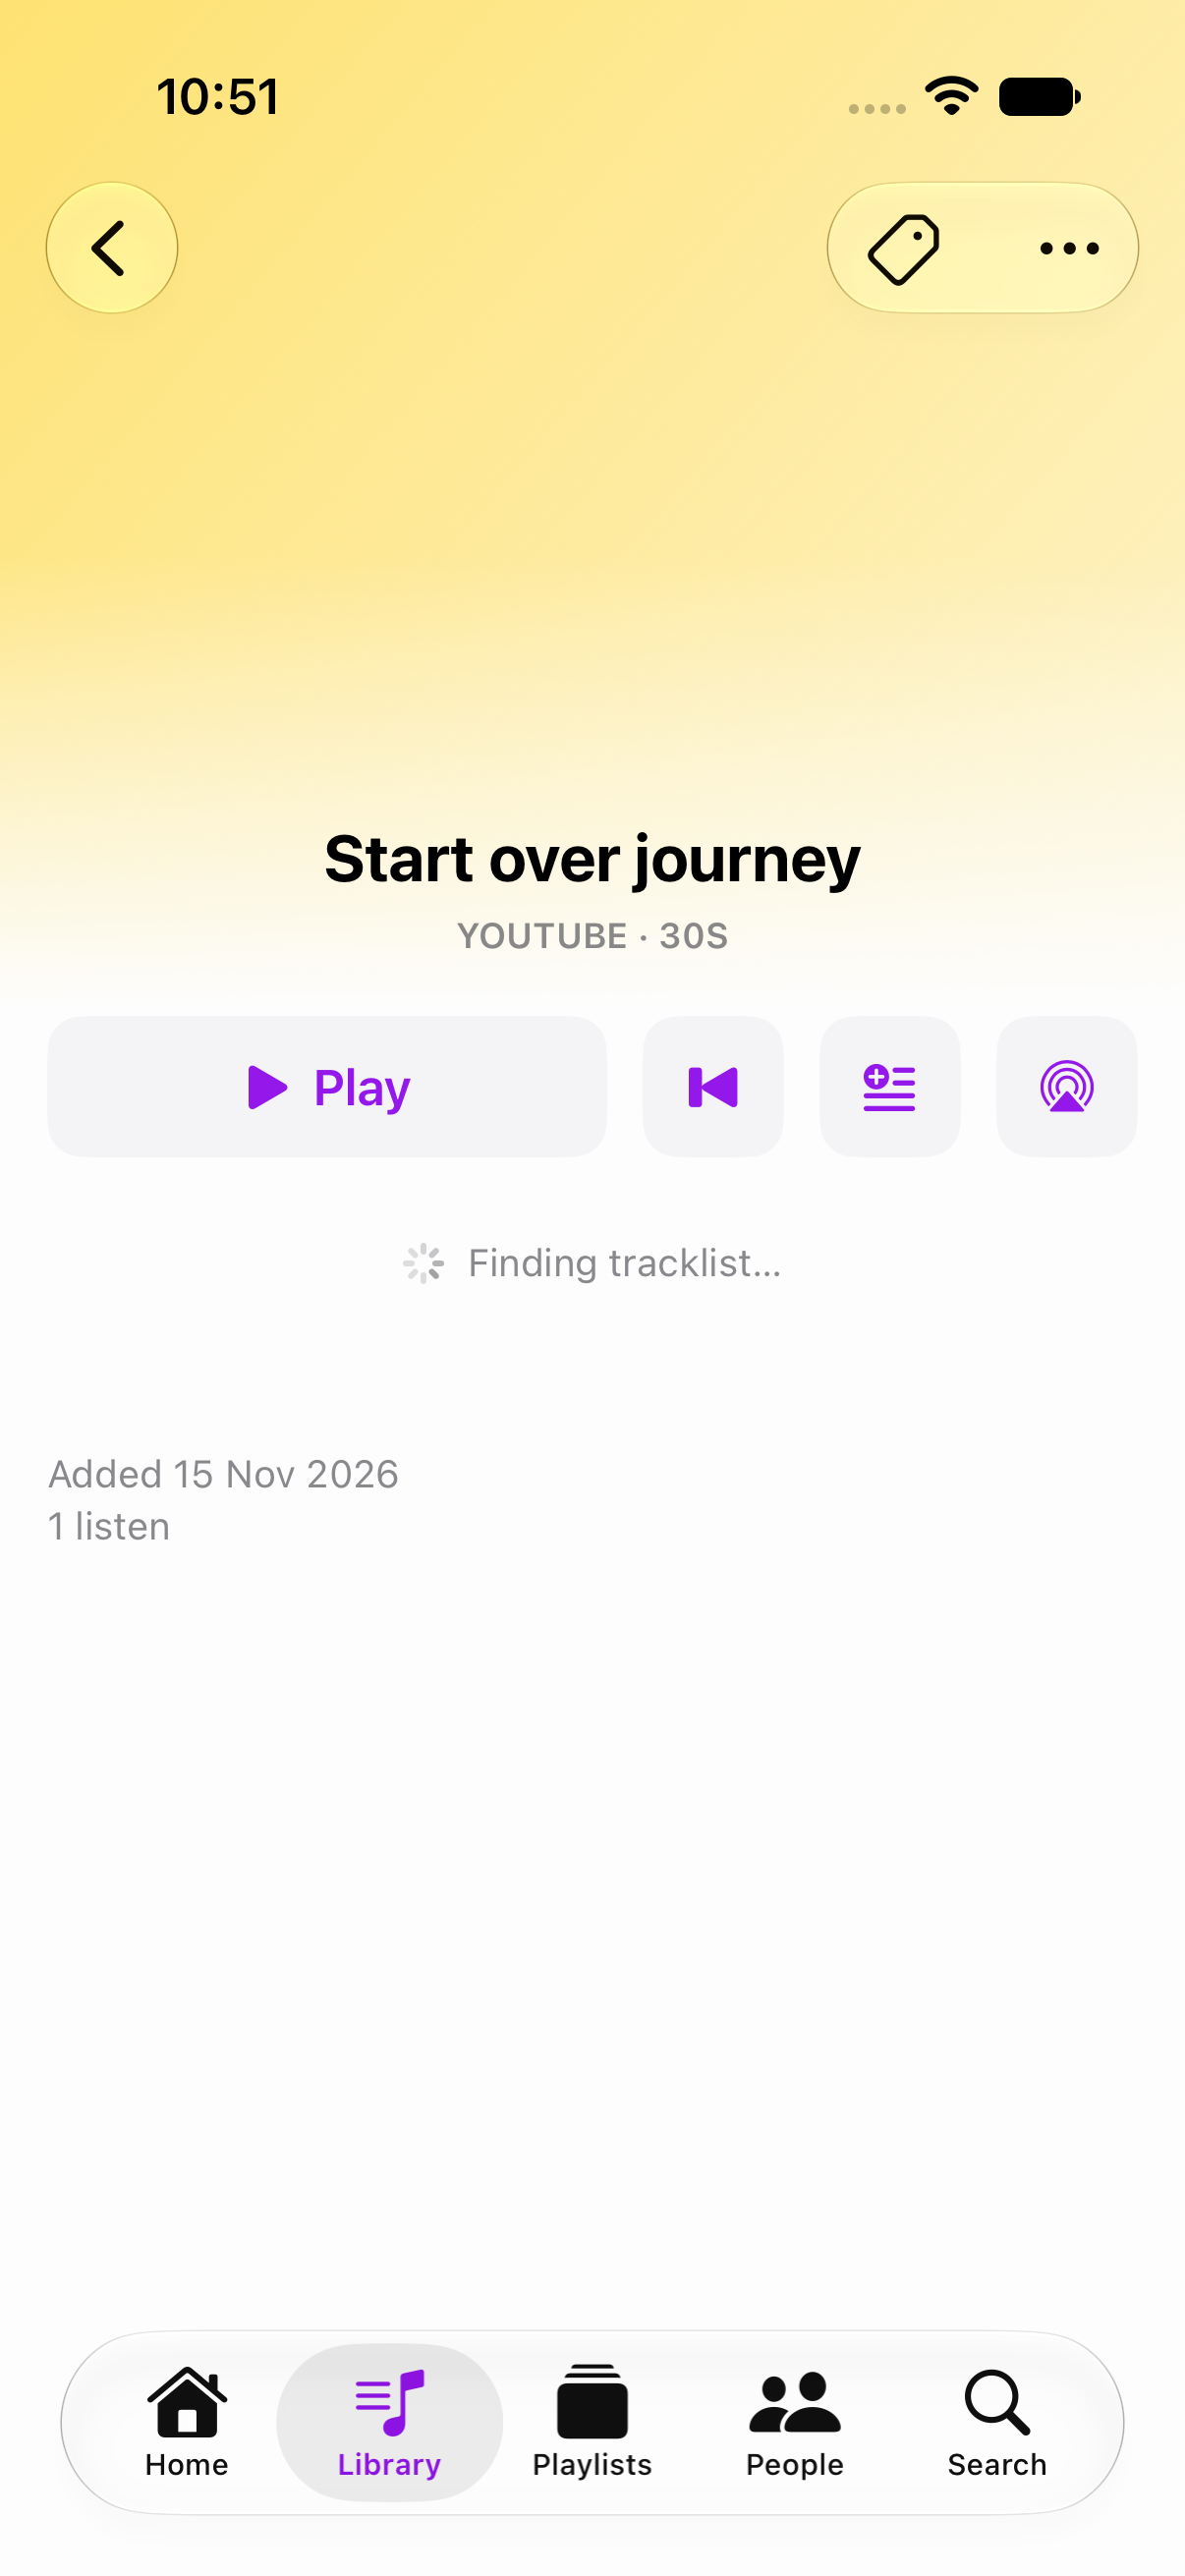 10:51
Start over journey
YOUTUBE · 30S
Play
Finding tracklist...
Added 15 Nov 2026
1 listen
Home
Library
Playlists
People
Search